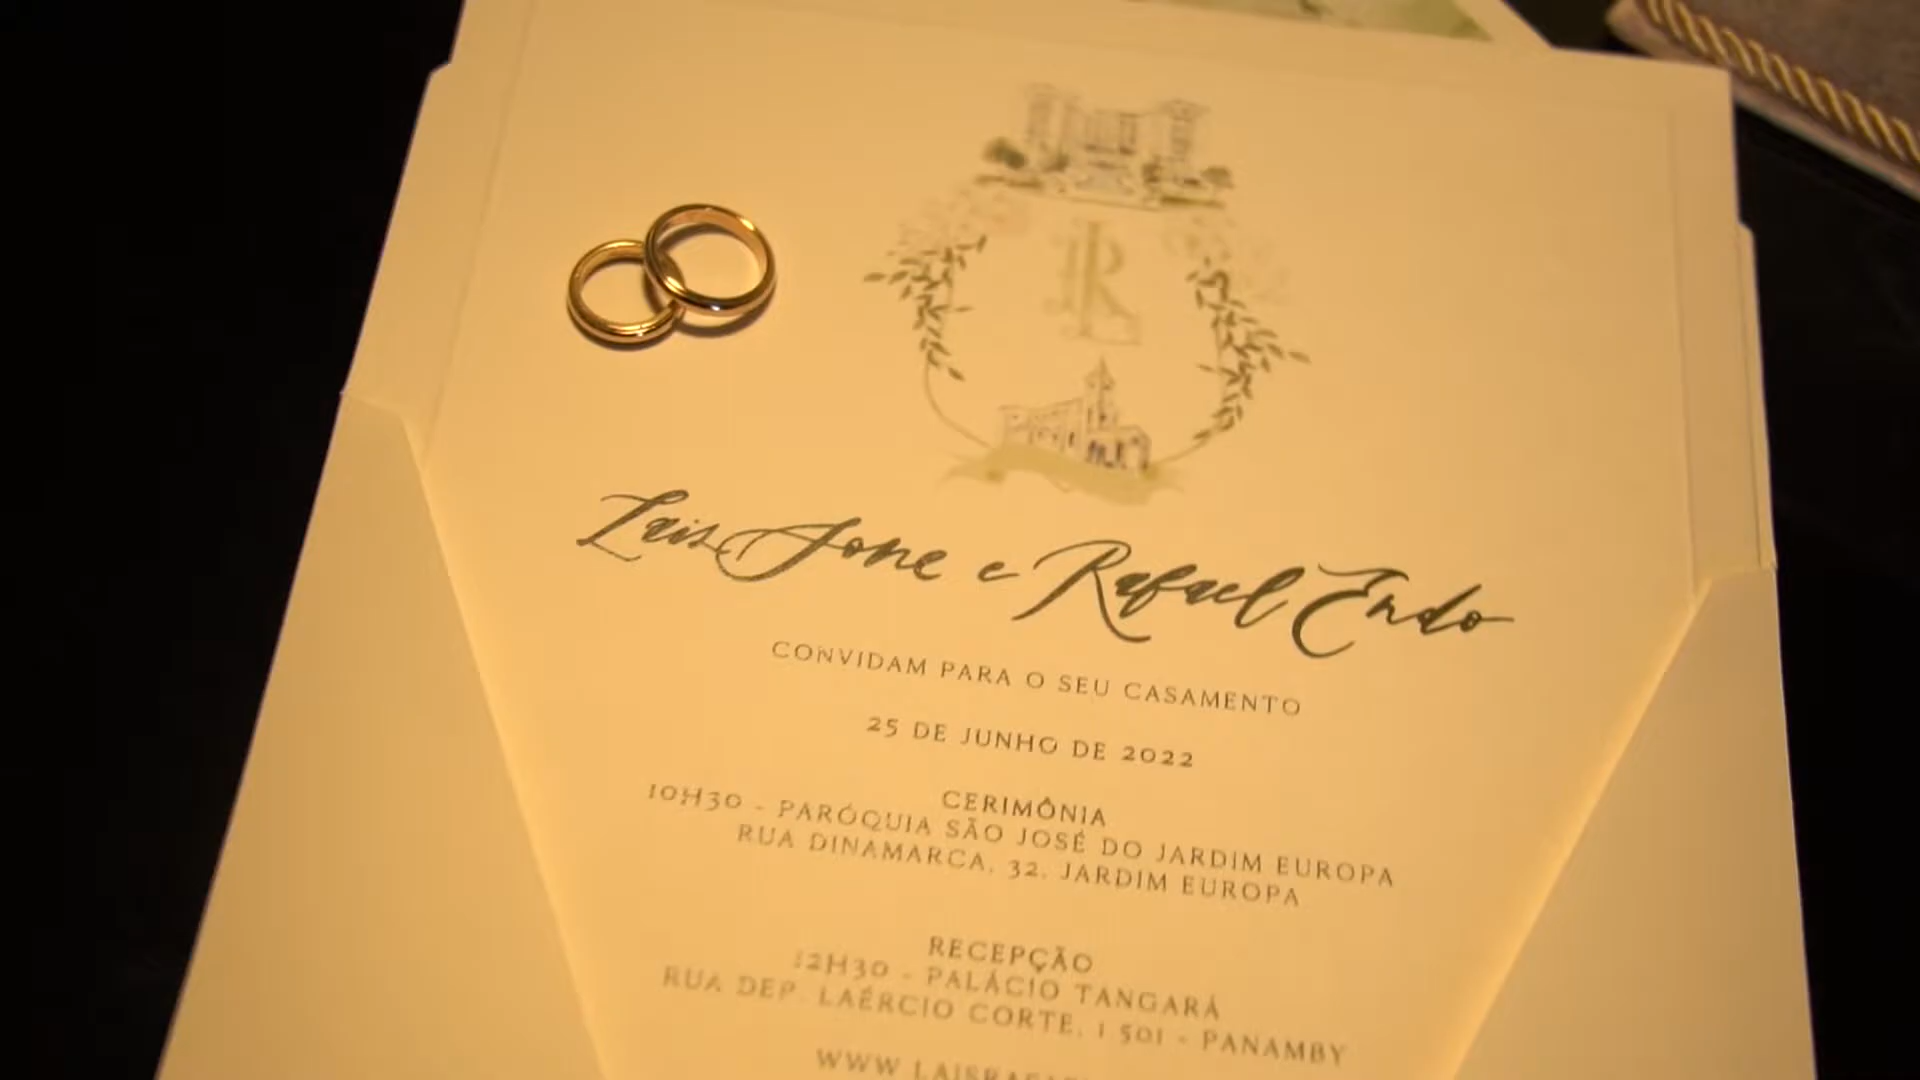 Lais Jone e Rafael Endo
CONVIDAM PARA O SEU CASAMENTO
25 DE JUNHO DE 2022
CERIMÔNIA
10H30 - PARÓQUIA SÃO JOSÉ DO JARDIM EUROPA
RUA DINAMARCA, 32. JARDIM EUROPA
RECEPÇÃO
12H30 - PALÁCIO TANGARÁ
RUA DEP. LAÉRCIO CORTE, 1 501 - PANAMBY